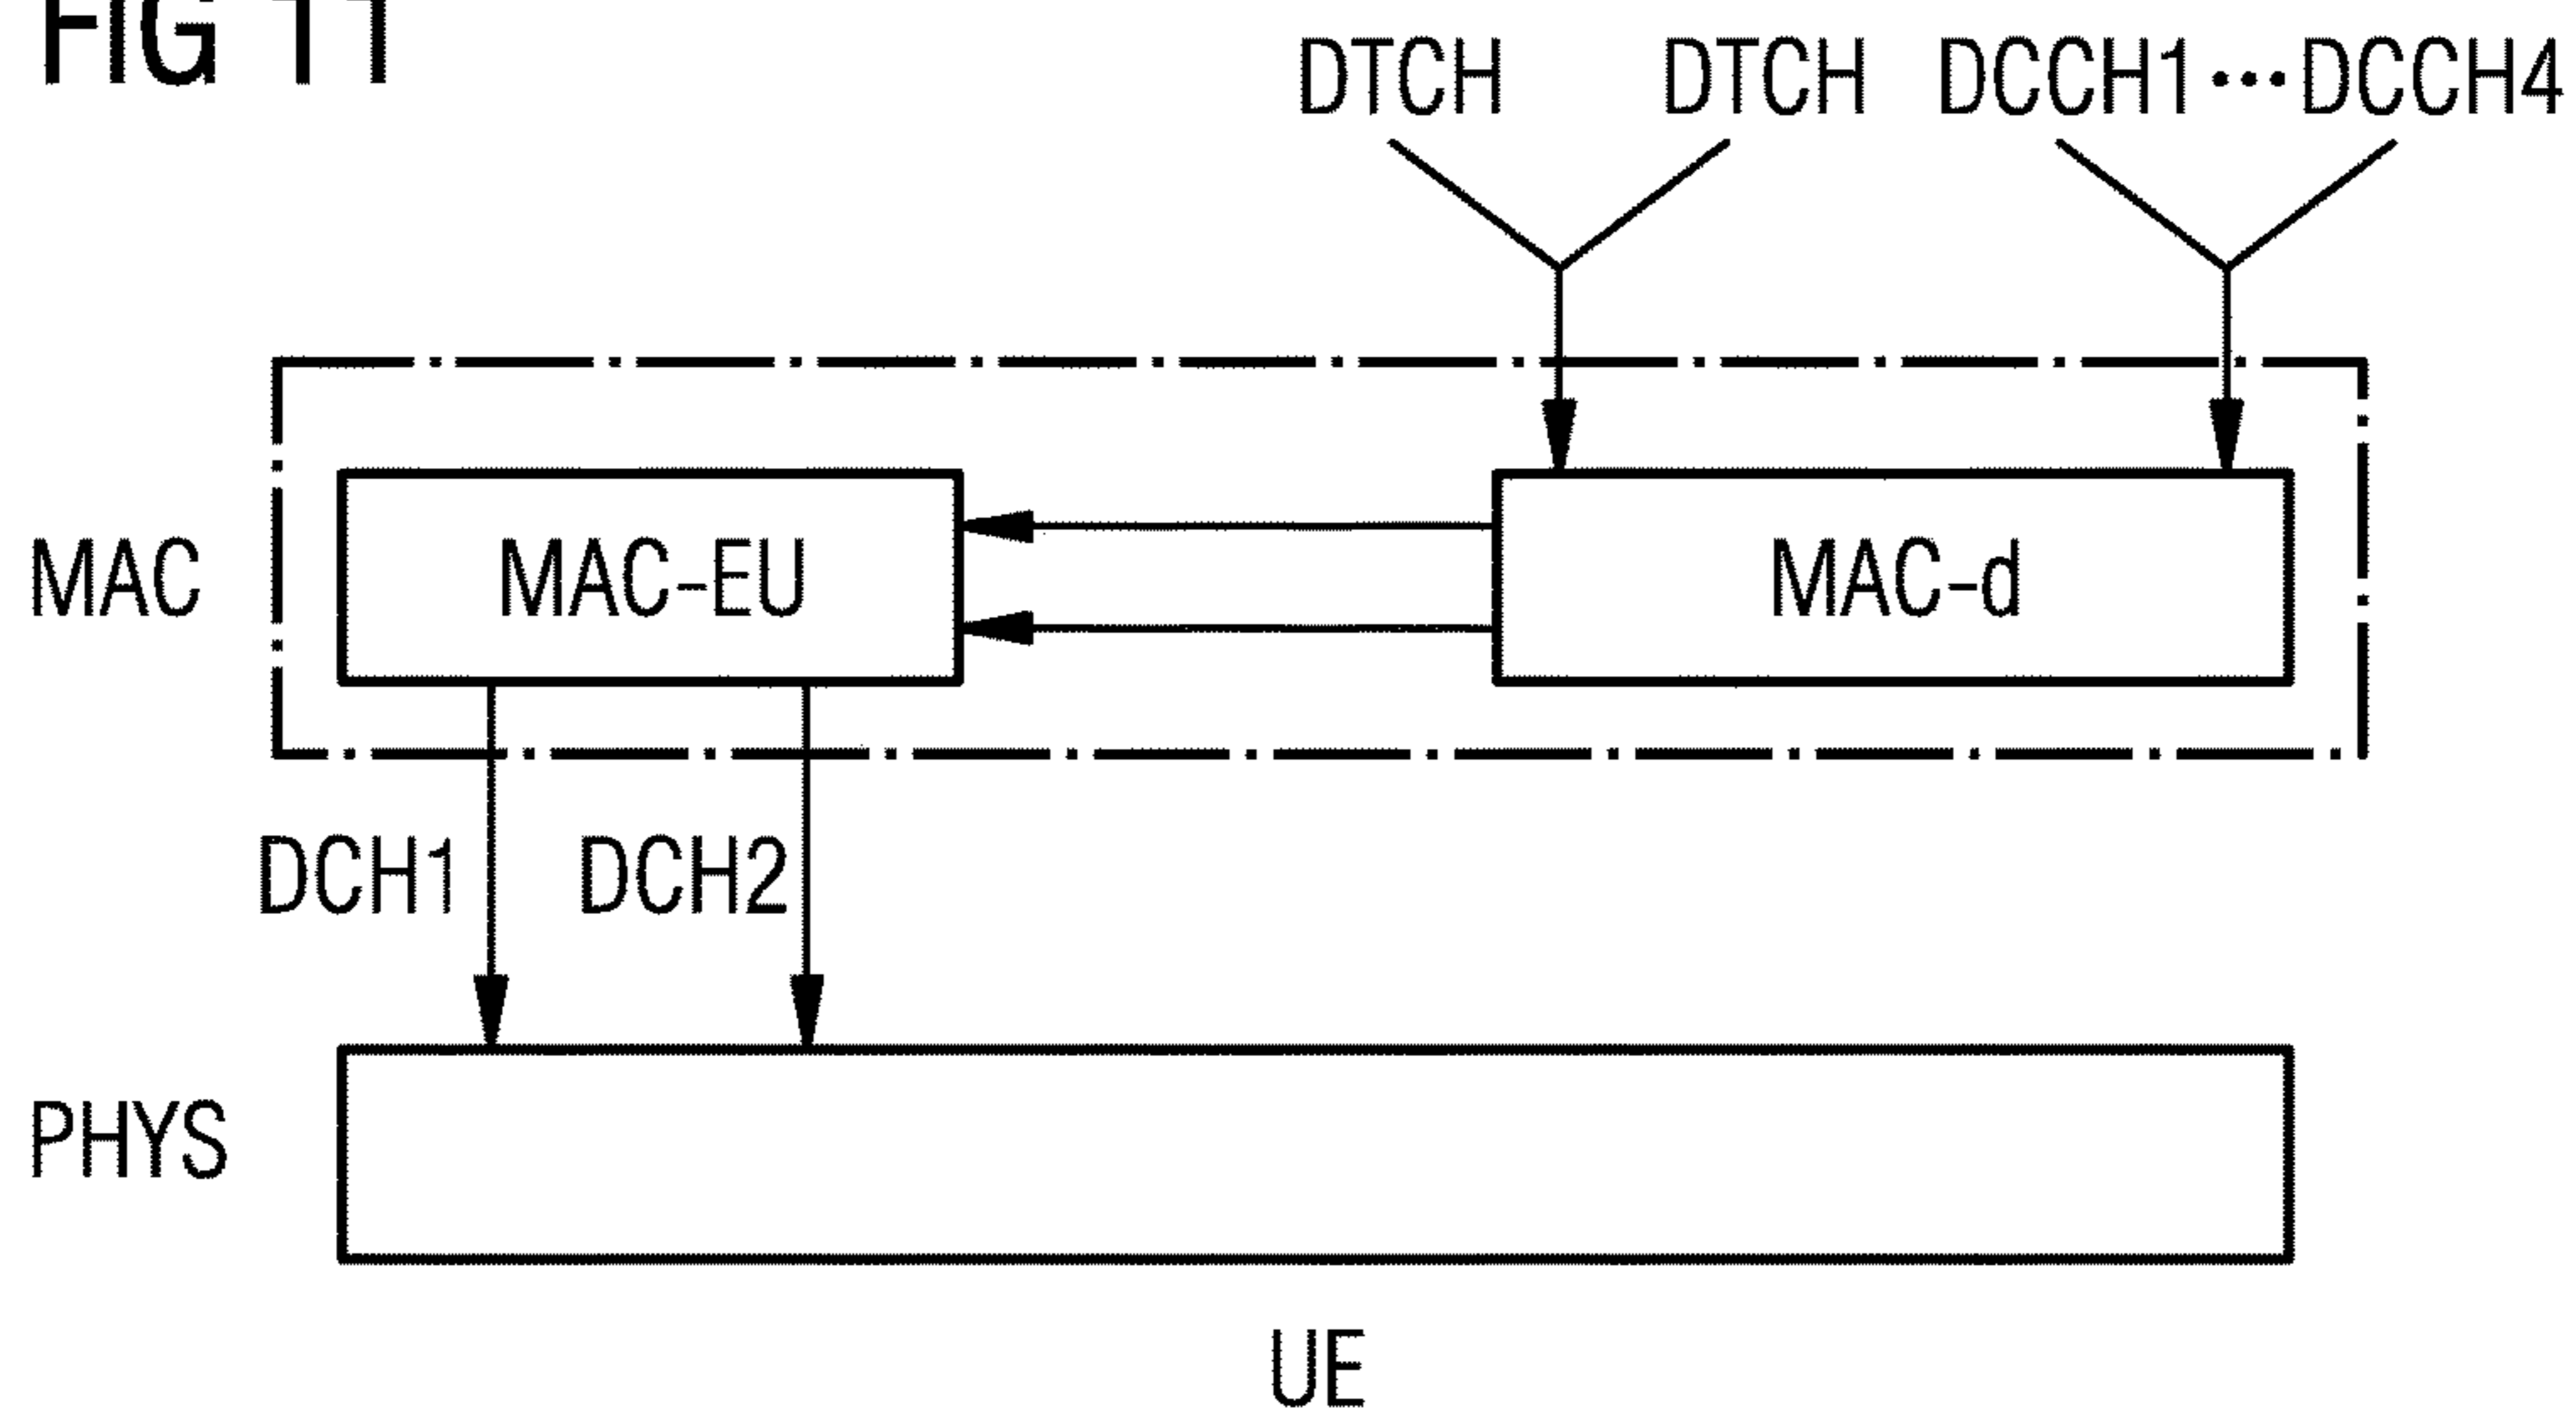 FIG 11
DTCH DTCH DCCH1...DCCH4
MAC MAC-EU MAC-d
DCH1 DCH2
PHYS
UE